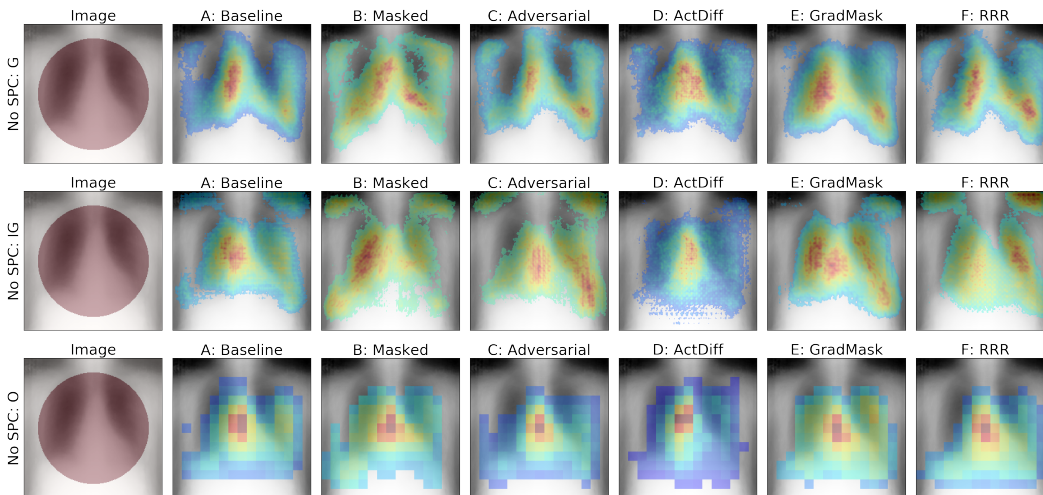 Image A: Baseline B: Masked C: Adversarial D: ActDiff E: GradMask F: RRR
No SPC: G
Image A: Baseline B: Masked C: Adversarial D: ActDiff E: GradMask F: RRR
No SPC: IG
Image A: Baseline B: Masked C: Adversarial D: ActDiff E: GradMask F: RRR
No SPC: O